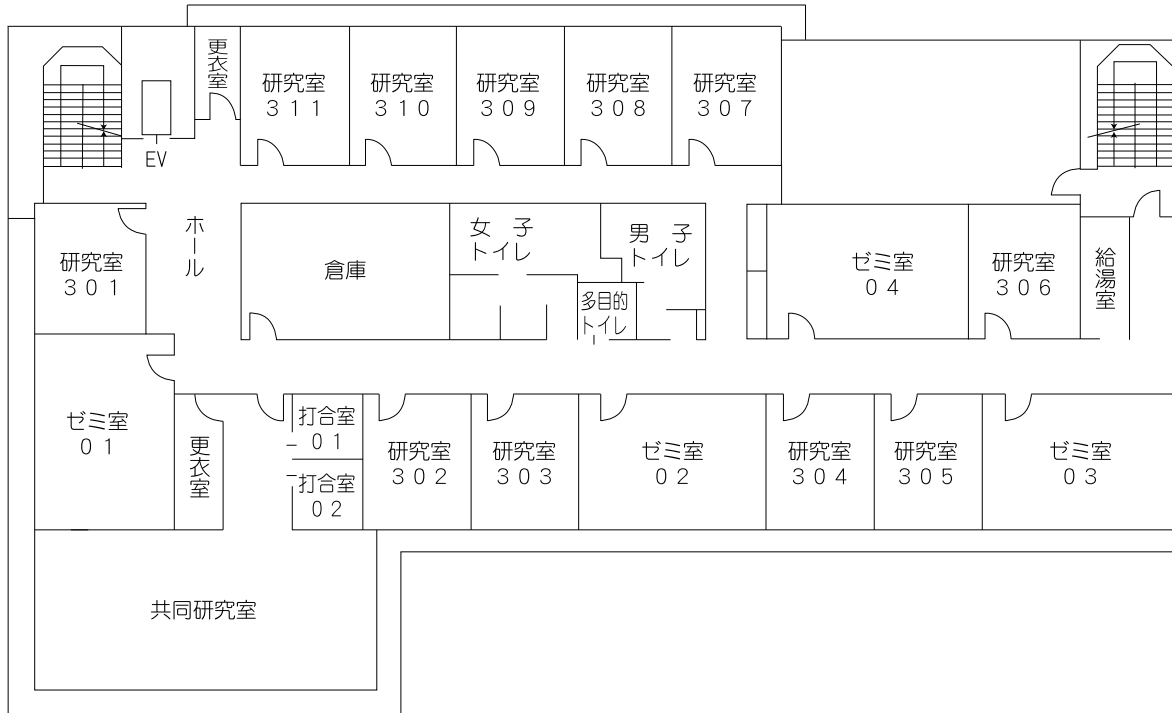 更衣室
研究室
311
研究室
310
研究室
309
研究室
308
研究室
307
EV
ホール
研究室
301
倉庫
女子
トイレ
男子
トイレ
多目的
トイレ
ゼミ室
04
研究室
306
給湯室
ゼミ室
01
更衣室
打合室
01
打合室
02
研究室
302
研究室
303
ゼミ室
02
研究室
304
研究室
305
ゼミ室
03
共同研究室